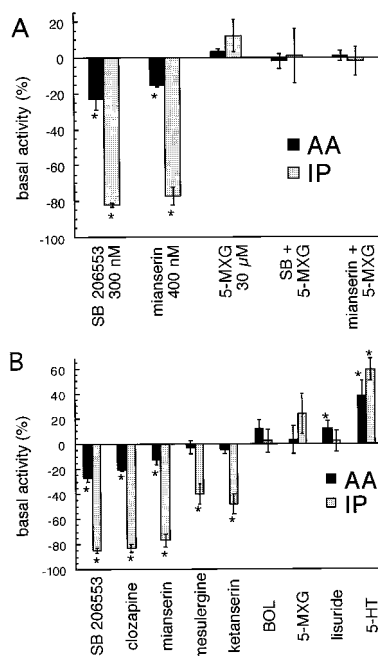 A
basal activity (%)
20
0
-20
-40
-60
-80
-100
*
*
*
*
AA
IP
SB 206553
300 nM
mianserin
400 nM
5-MXG
30 µM
SB +
5-MXG
mianserin +
5-MXG
B
basal activity (%)
60
40
20
0
-20
-40
-60
-80
-100
*
*
*
*
*
*
*
*
*
*
*
AA
IP
SB 206553
clozapine
mianserin
mesulergine
ketanserin
BOL
5-MXG
lisuride
5-HT